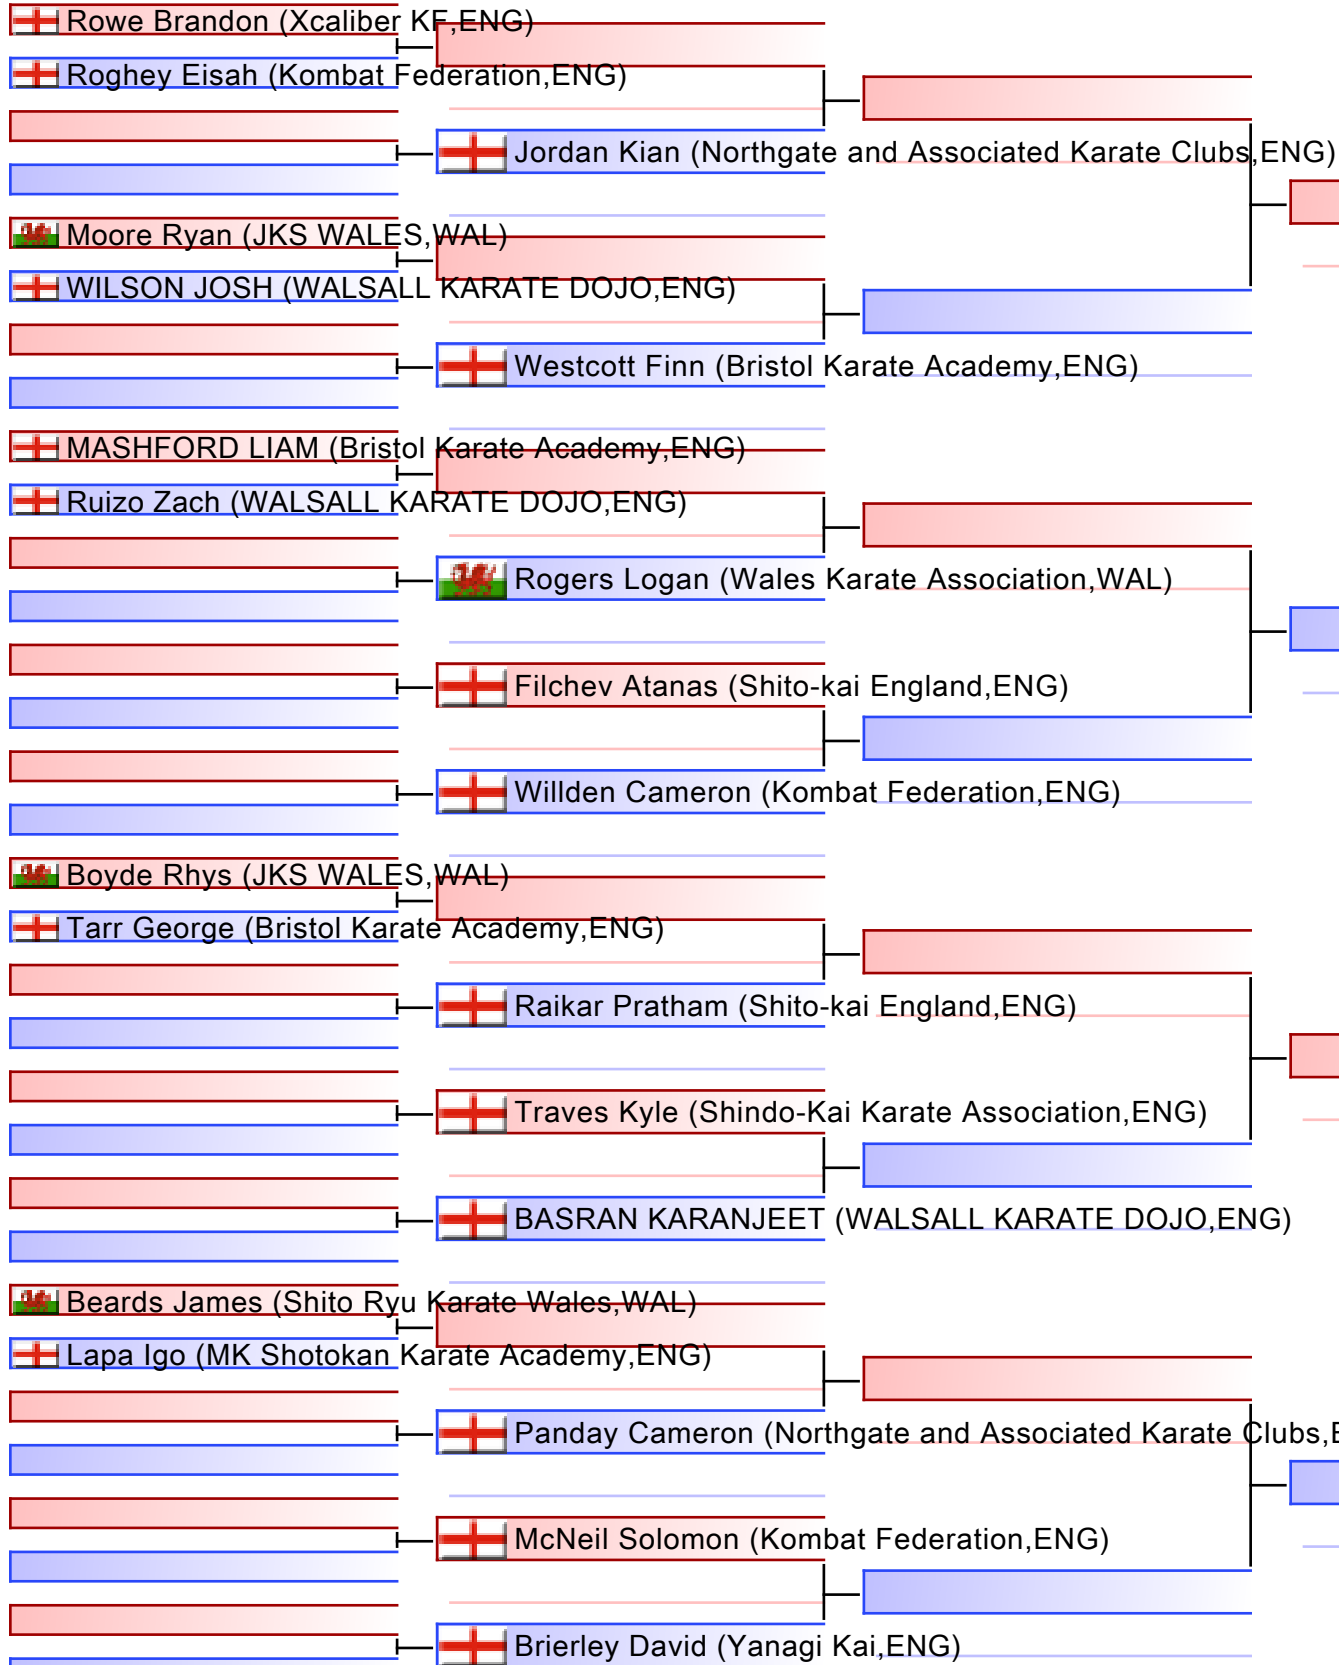 Rowe Brandon (Xcaliber KF,ENG)
Roghey Eisah (Kombat Federation,ENG)
Jordan Kian (Northgate and Associated Karate Clubs,ENG)
Moore Ryan (JKS WALES,WAL)
WILSON JOSH (WALSALL KARATE DOJO,ENG)
Westcott Finn (Bristol Karate Academy,ENG)
MASHFORD LIAM (Bristol Karate Academy,ENG)
Ruizo Zach (WALSALL KARATE DOJO,ENG)
Rogers Logan (Wales Karate Association,WAL)
Filchev Atanas (Shito-kai England,ENG)
Willden Cameron (Kombat Federation,ENG)
Boyde Rhys (JKS WALES,WAL)
Tarr George (Bristol Karate Academy,ENG)
Raikar Pratham (Shito-kai England,ENG)
Traves Kyle (Shindo-Kai Karate Association,ENG)
BASRAN KARANJEET (WALSALL KARATE DOJO,ENG)
Beards James (Shito Ryu Karate Wales,WAL)
Lapa Igo (MK Shotokan Karate Academy,ENG)
Panday Cameron (Northgate and Associated Karate Clubs,E
McNeil Solomon (Kombat Federation,ENG)
Brierley David (Yanagi Kai,ENG)